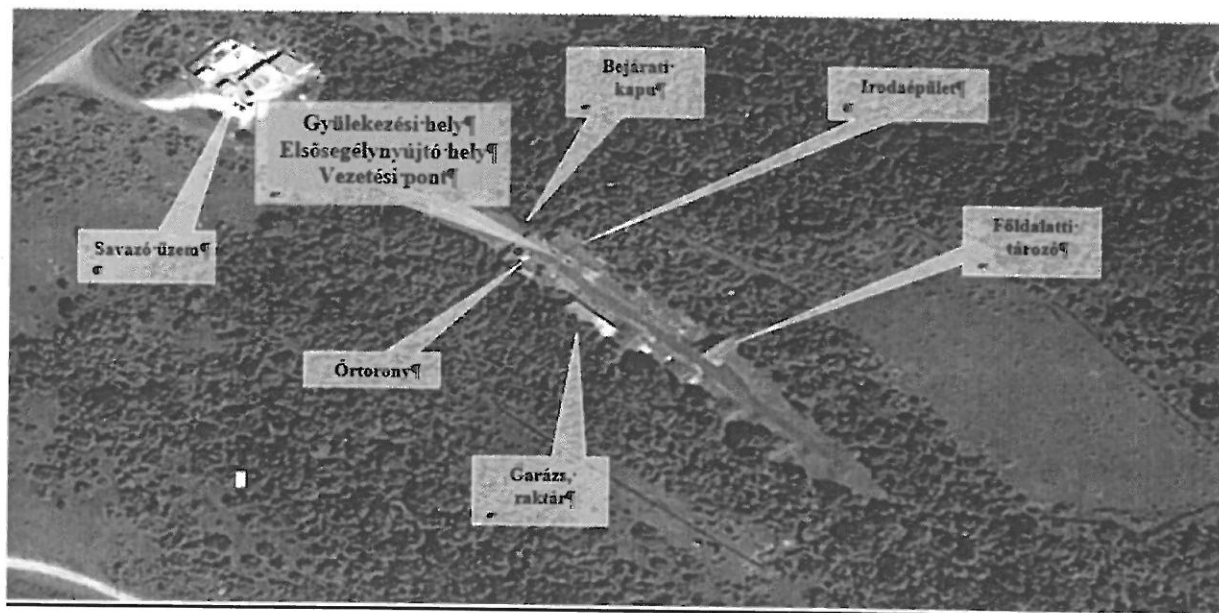 Bejárati
kapu¶
Irodaépület¶
Gyülekezési hely¶
Elsősegélynyújtó hely¶
Vezetési pont¶
Savazó üzem¶
¶
Földalatti
tározó¶
Őrtorony¶
Garázs,
raktár¶